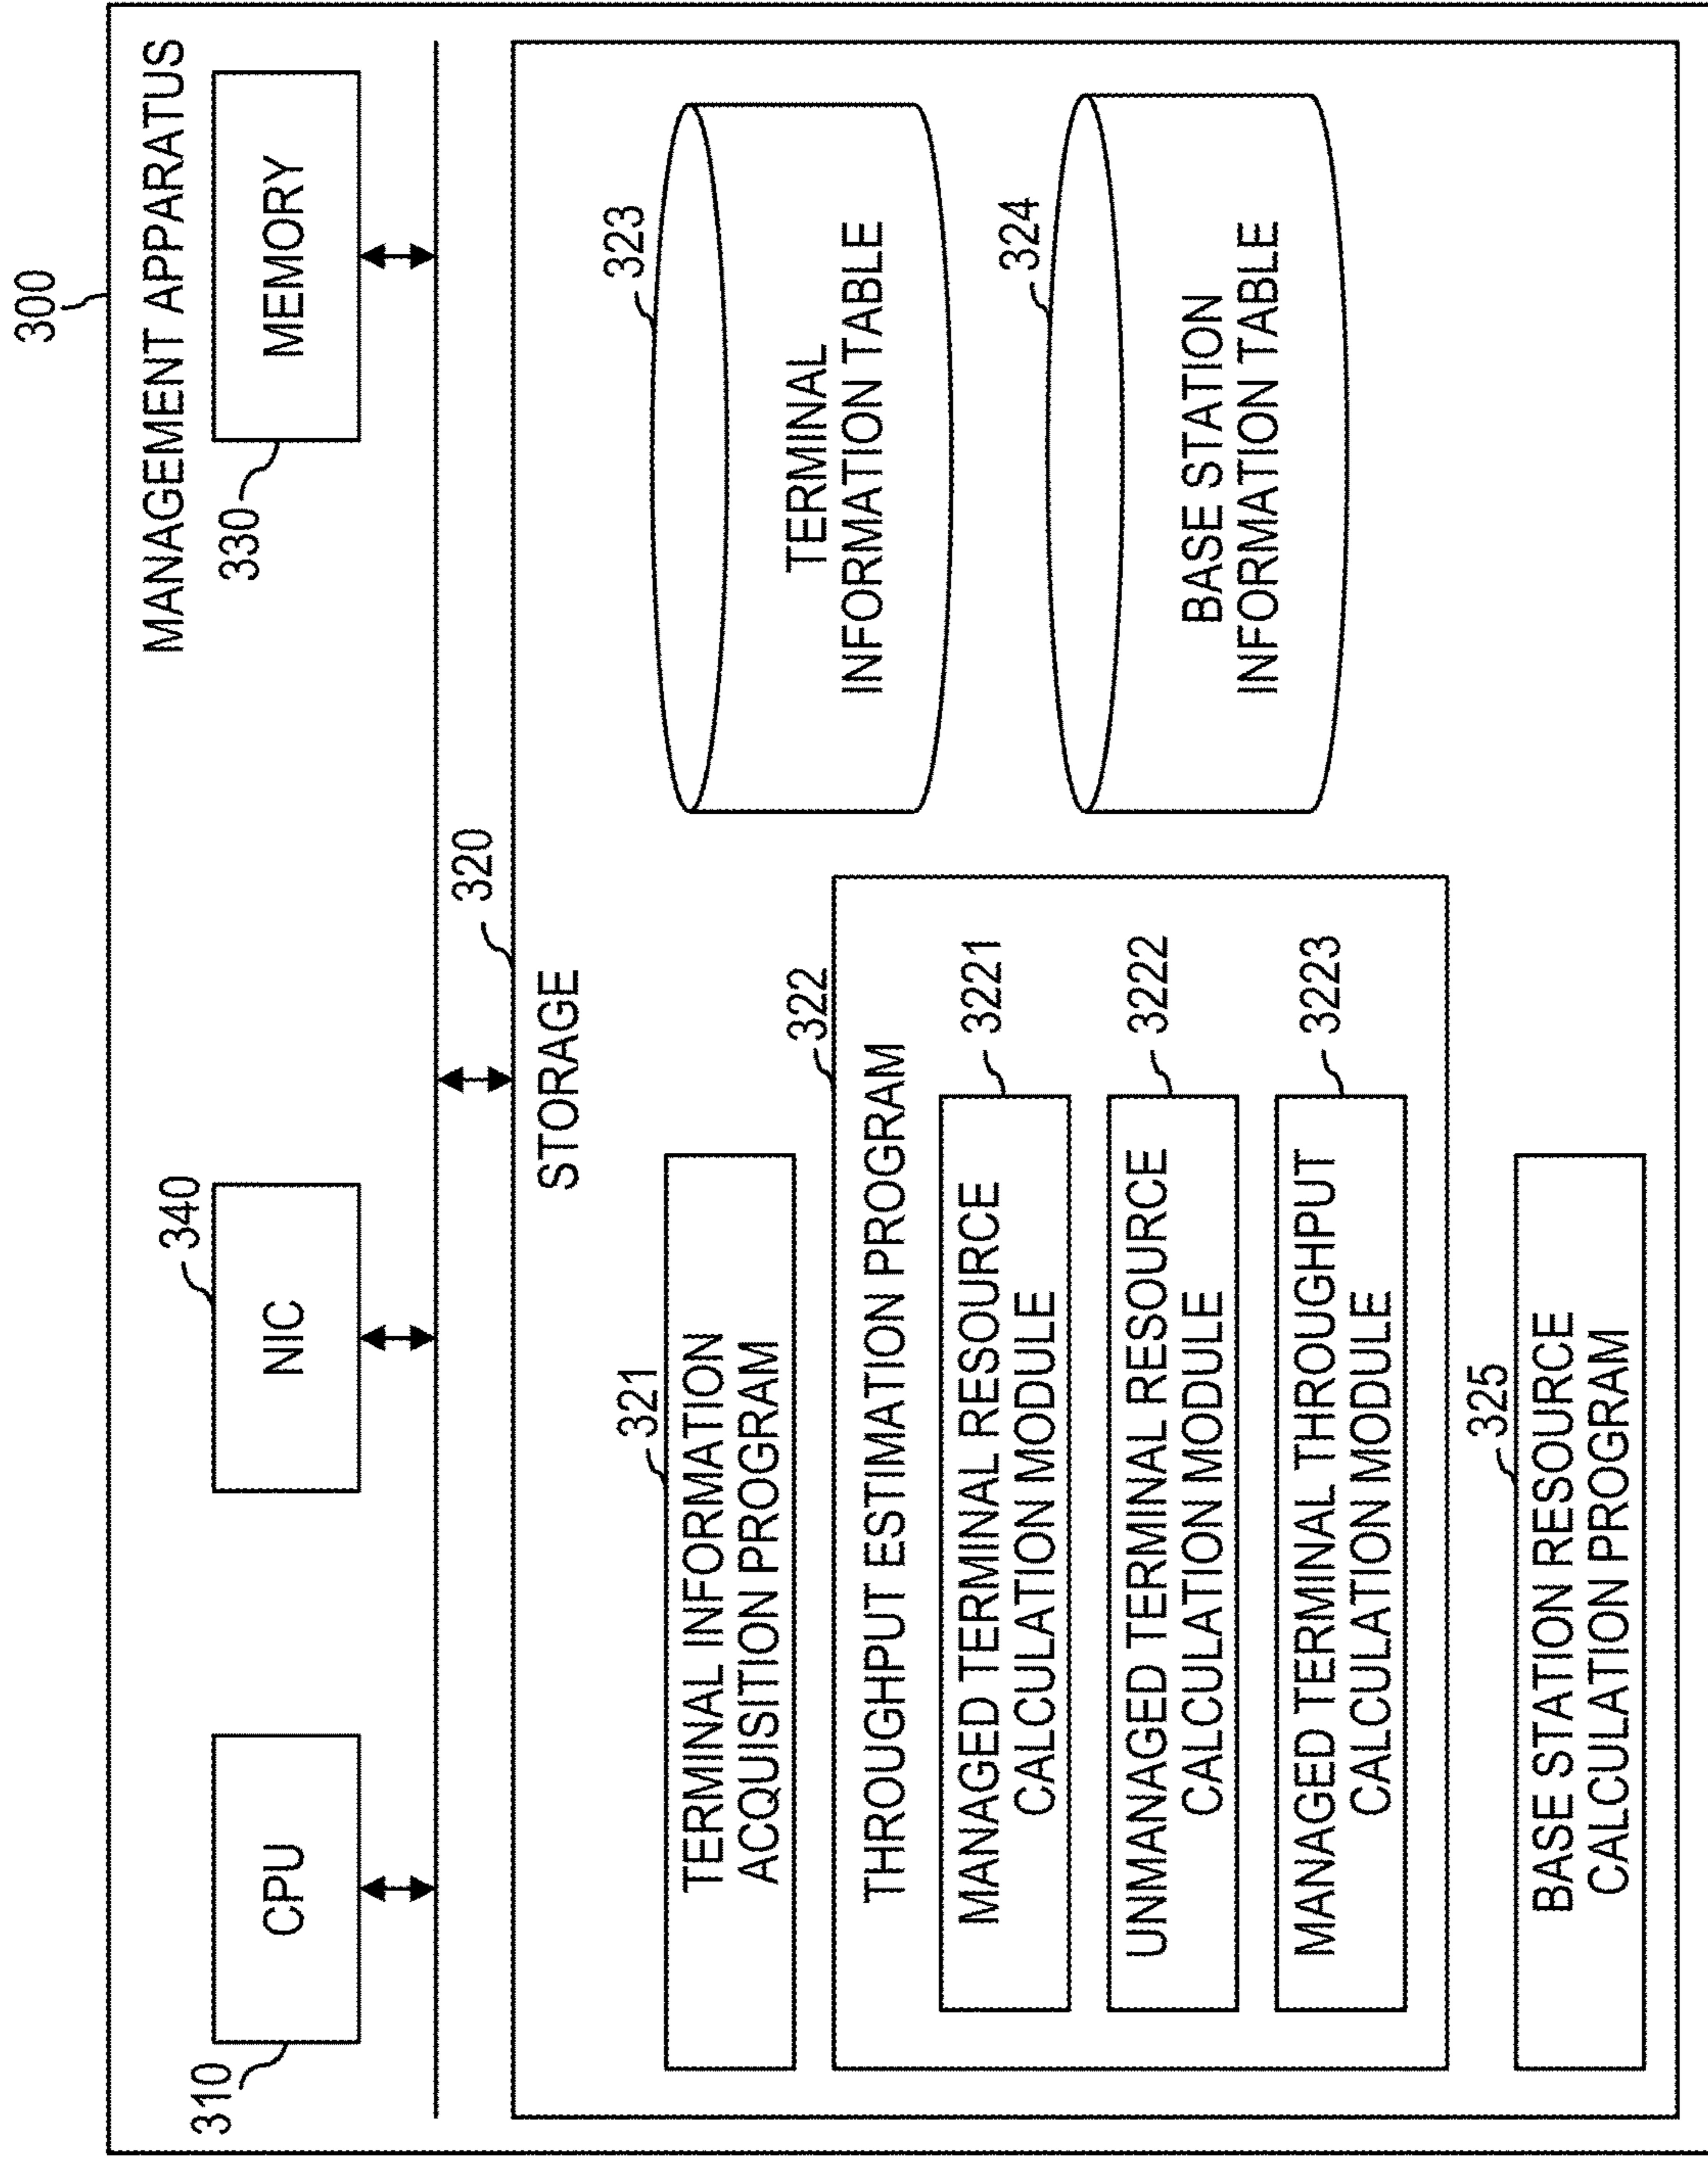 300
MANAGEMENT APPARATUS
310
CPU
340
NIC
330
MEMORY
320
STORAGE
321
TERMINAL INFORMATION
ACQUISITION PROGRAM
322
THROUGHPUT ESTIMATION PROGRAM
MANAGED TERMINAL RESOURCE
CALCULATION MODULE
3221
UNMANAGED TERMINAL RESOURCE
CALCULATION MODULE
3222
MANAGED TERMINAL THROUGHPUT
CALCULATION MODULE
3223
325
BASE STATION RESOURCE
CALCULATION PROGRAM
323
TERMINAL
INFORMATION TABLE
324
BASE STATION
INFORMATION TABLE